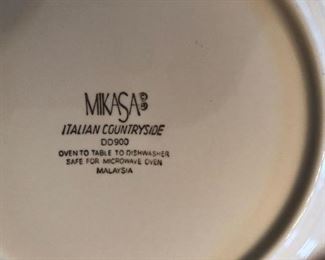 MIKASA
ITALIAN COUNTRYSIDE
DD900
OVEN TO TABLE TO DISHWASHER
SAFE FOR MICROWAVE OVEN
MALAYSIA